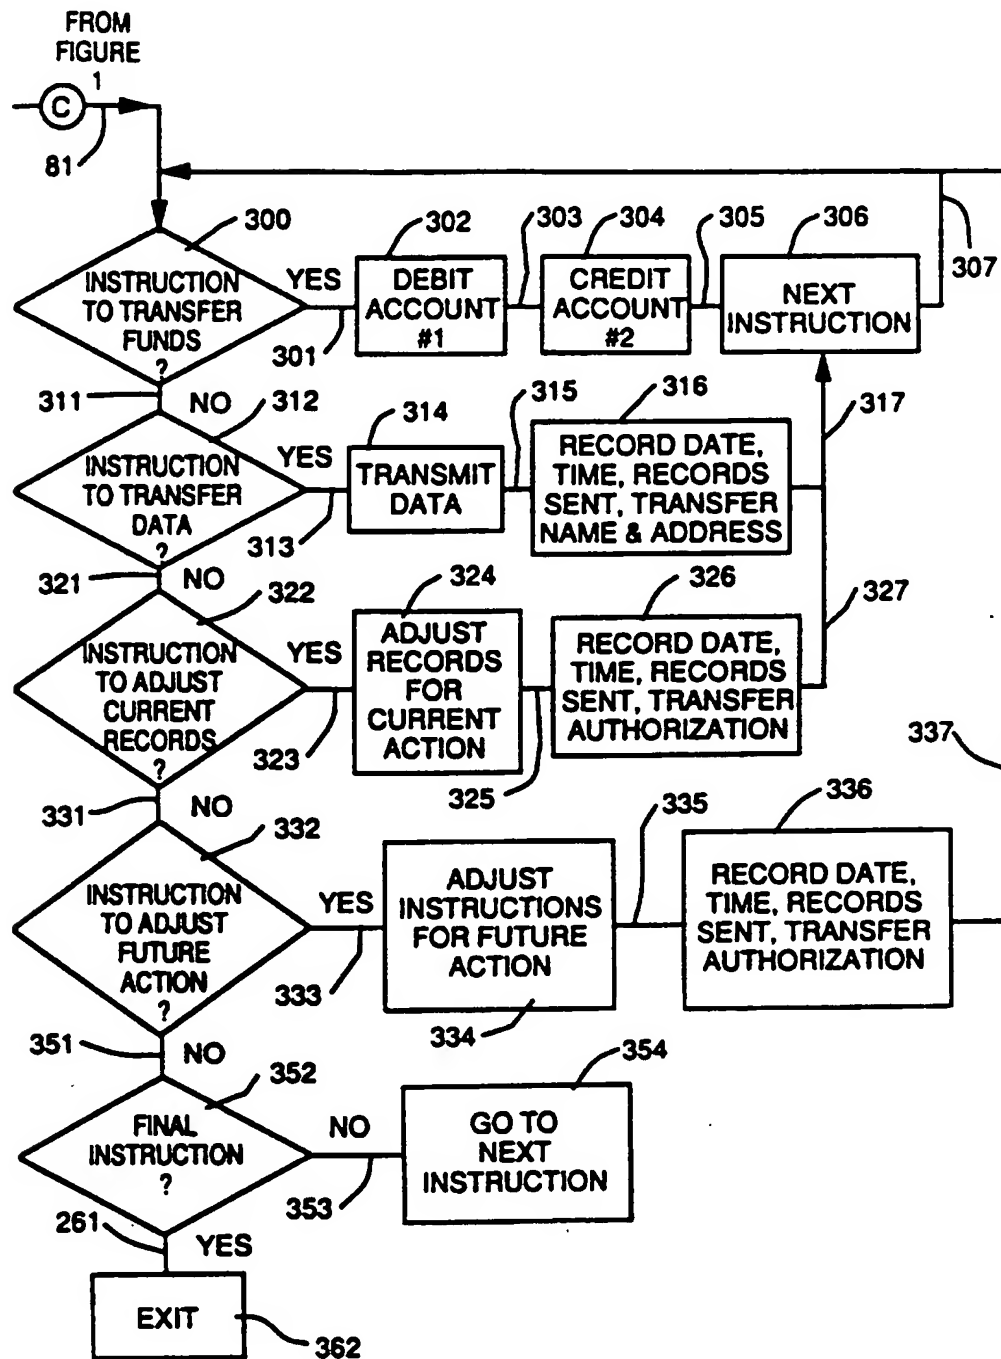 FROM
FIGURE
1
C
81
300
INSTRUCTION
TO TRANSFER
FUNDS
?
YES
301
302
DEBIT
ACCOUNT
#1
303
304
CREDIT
ACCOUNT
#2
305
306
NEXT
INSTRUCTION
307
311
NO
312
INSTRUCTION
TO TRANSFER
DATA
?
YES
313
314
TRANSMIT
DATA
315
316
RECORD DATE,
TIME, RECORDS
SENT, TRANSFER
NAME & ADDRESS
317
321
NO
322
INSTRUCTION
TO ADJUST
CURRENT
RECORDS
?
YES
323
324
ADJUST
RECORDS
FOR
CURRENT
ACTION
325
326
RECORD DATE,
TIME, RECORDS
SENT, TRANSFER
AUTHORIZATION
327
331
NO
332
INSTRUCTION
TO ADJUST
FUTURE
ACTION
?
YES
333
ADJUST
INSTRUCTIONS
FOR FUTURE
ACTION
334
335
336
RECORD DATE,
TIME, RECORDS
SENT, TRANSFER
AUTHORIZATION
337
351
NO
352
FINAL
INSTRUCTION
?
NO
353
354
GO TO
NEXT
INSTRUCTION
261
YES
EXIT
362